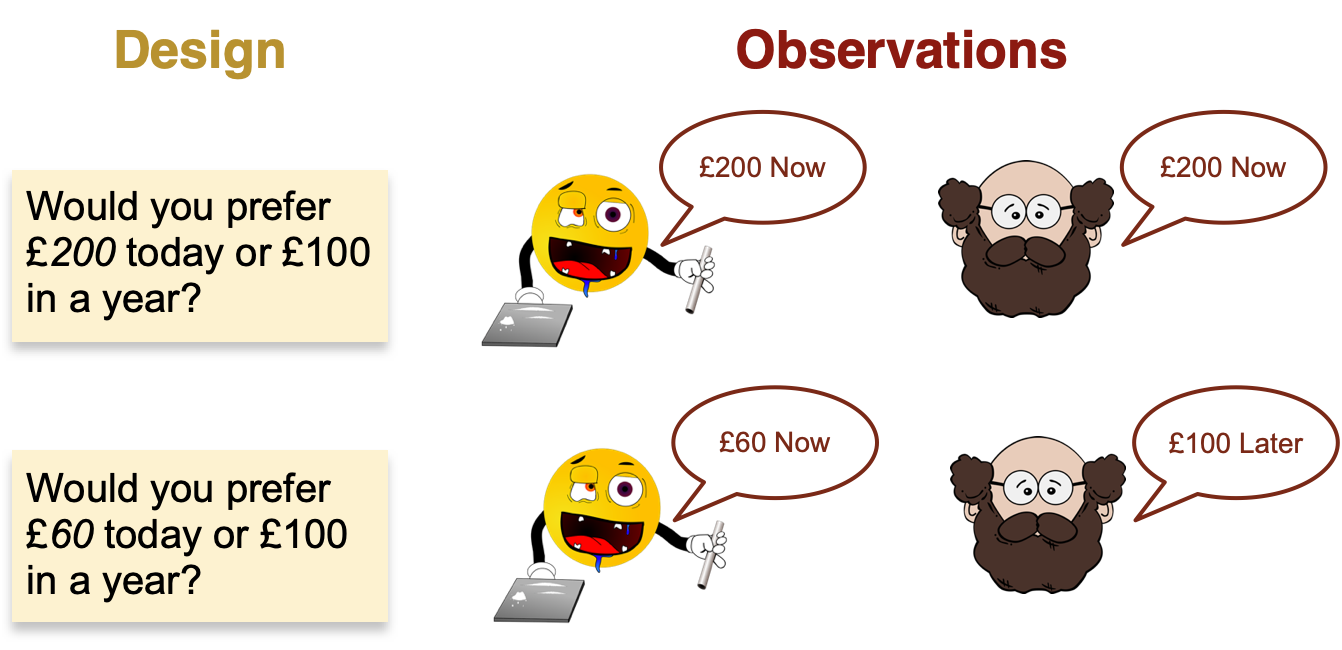 Design
Observations
Would you prefer
£200 today or £100
in a year?
£200 Now
£200 Now
Would you prefer
£60 today or £100
in a year?
£60 Now
£100 Later